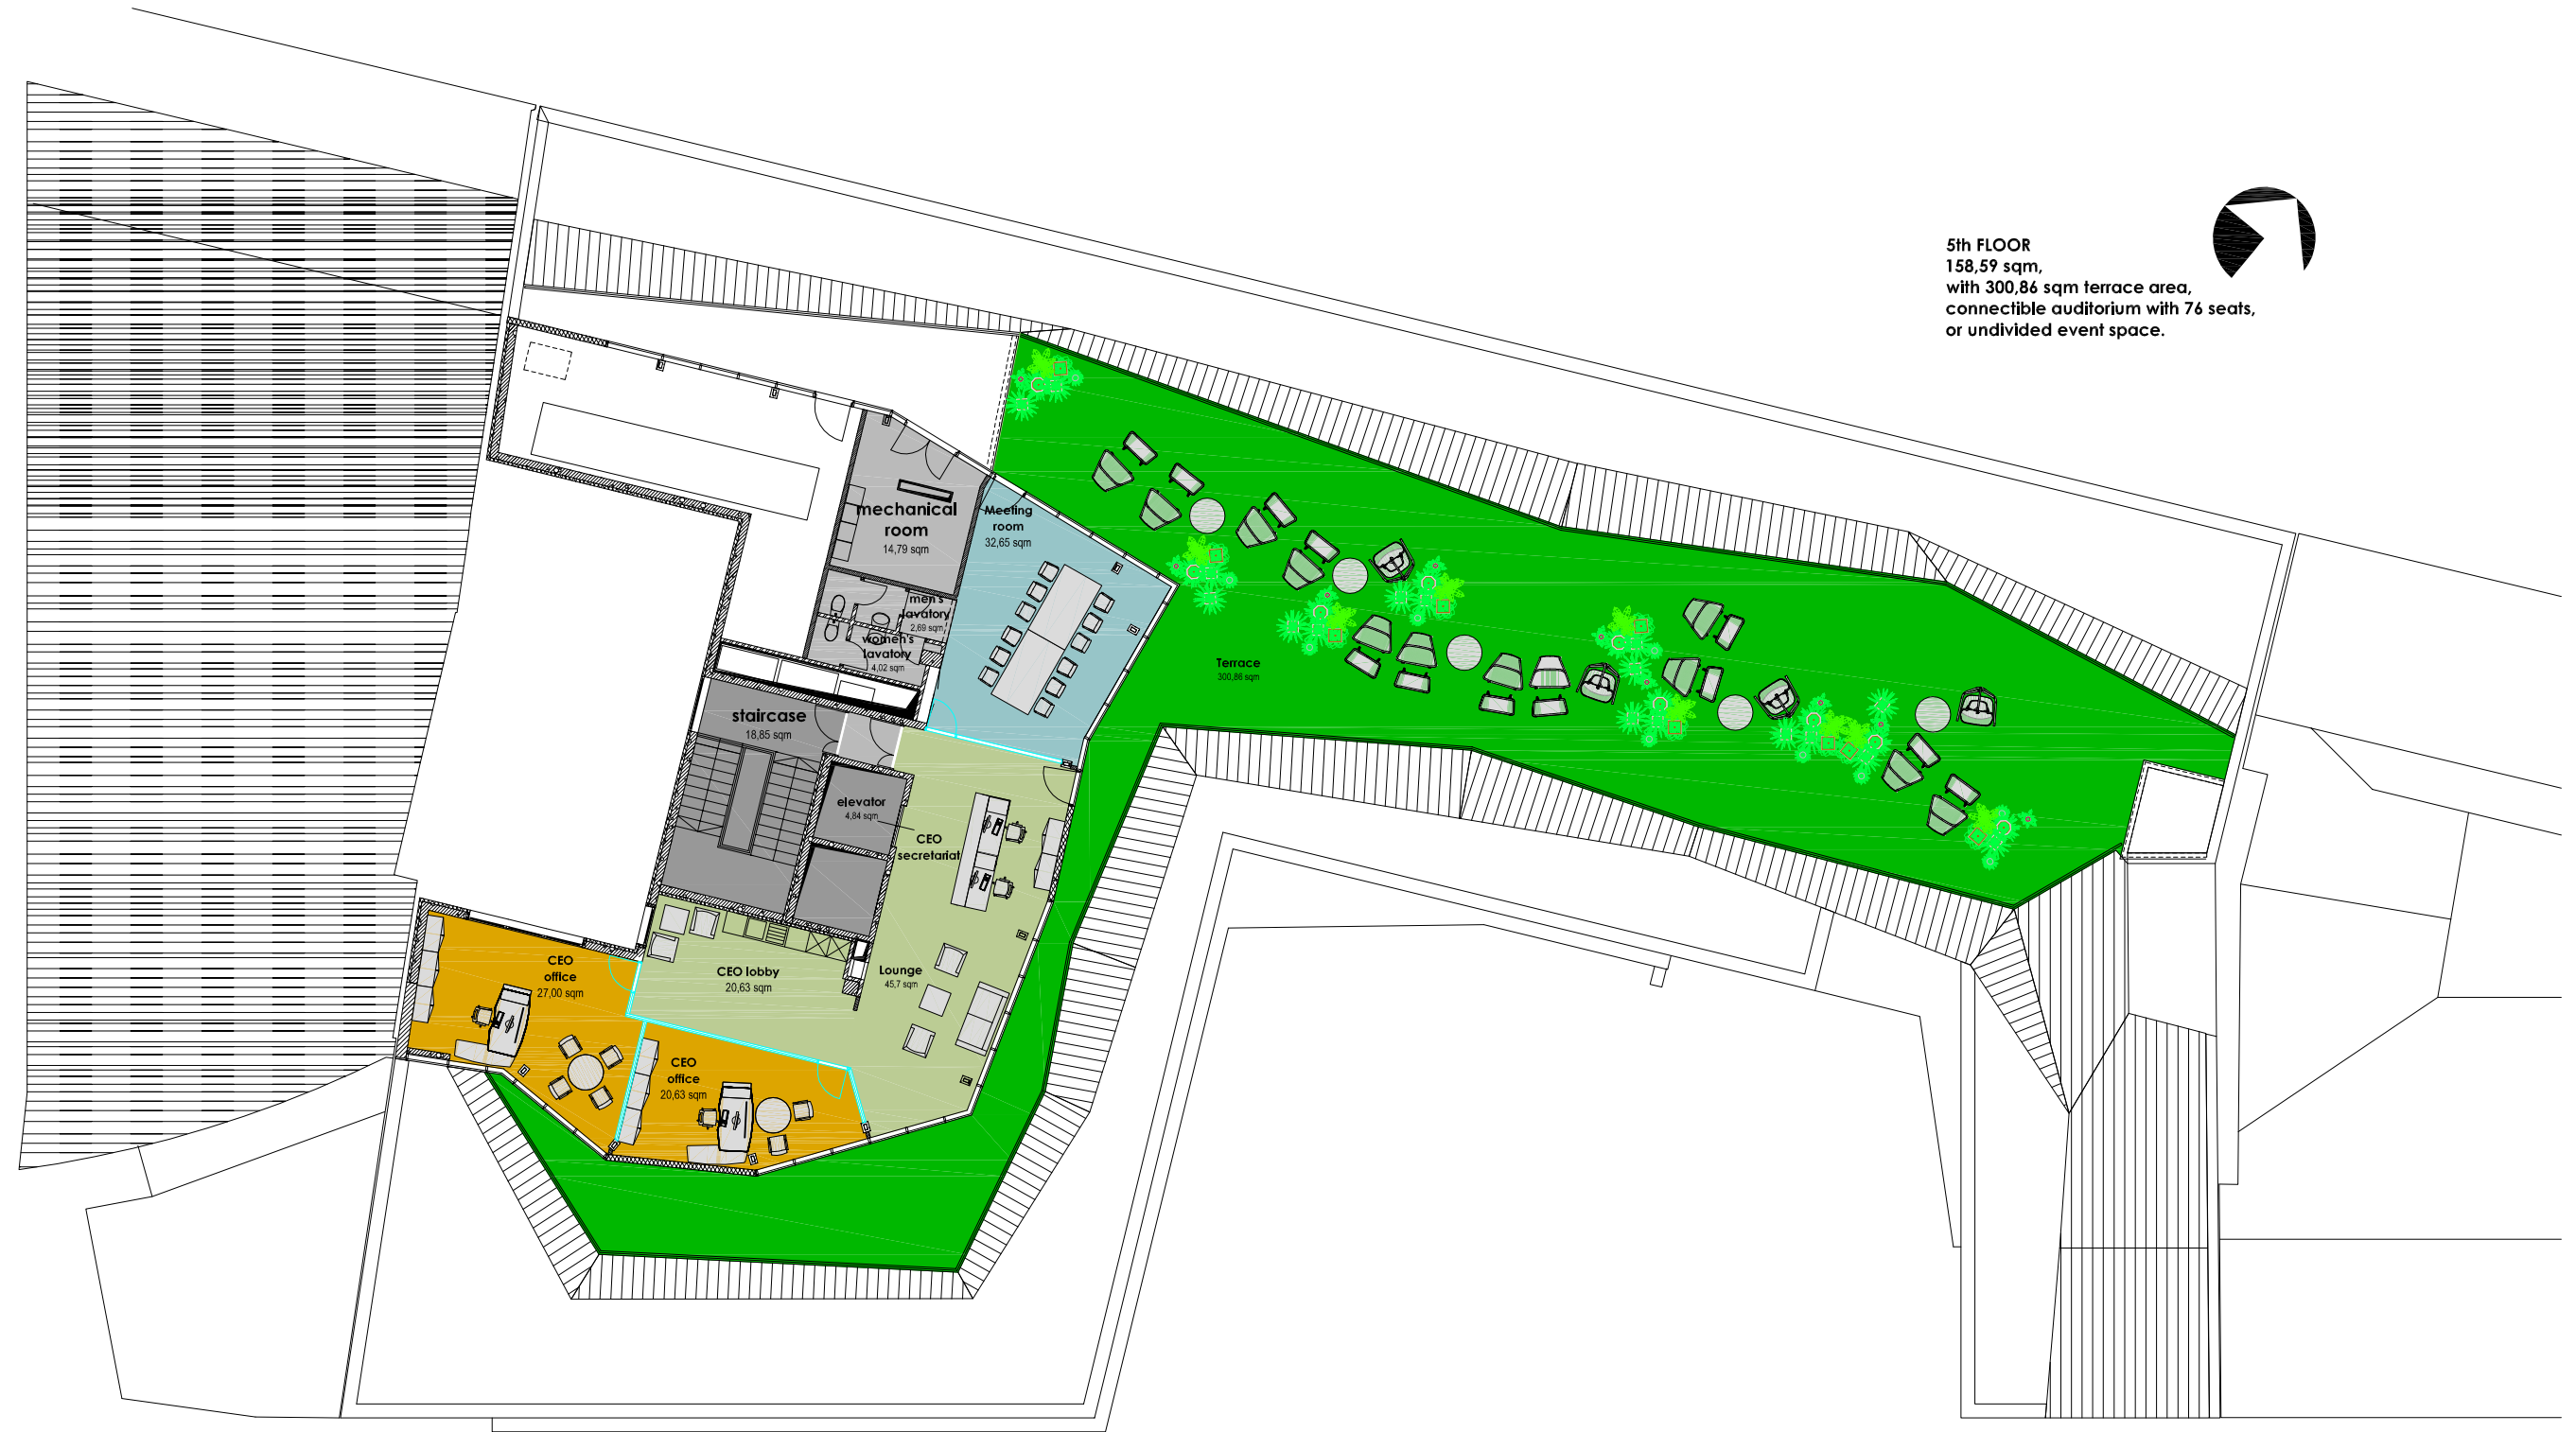 5th FLOOR
158,59 sqm,
with 300,86 sqm terrace area,
connectible auditorium with 76 seats,
or undivided event space.
mechanical
room
14,79 sqm
Meeting
room
32,65 sqm
men's
lavatory
2,69 sqm
women's
lavatory
4,02 sqm
Terrace
300,86 sqm
staircase
18,85 sqm
elevator
4,84 sqm
CEO
secretariat
CEO
office
27,00 sqm
CEO lobby
20,63 sqm
Lounge
45,7 sqm
CEO
office
20,63 sqm